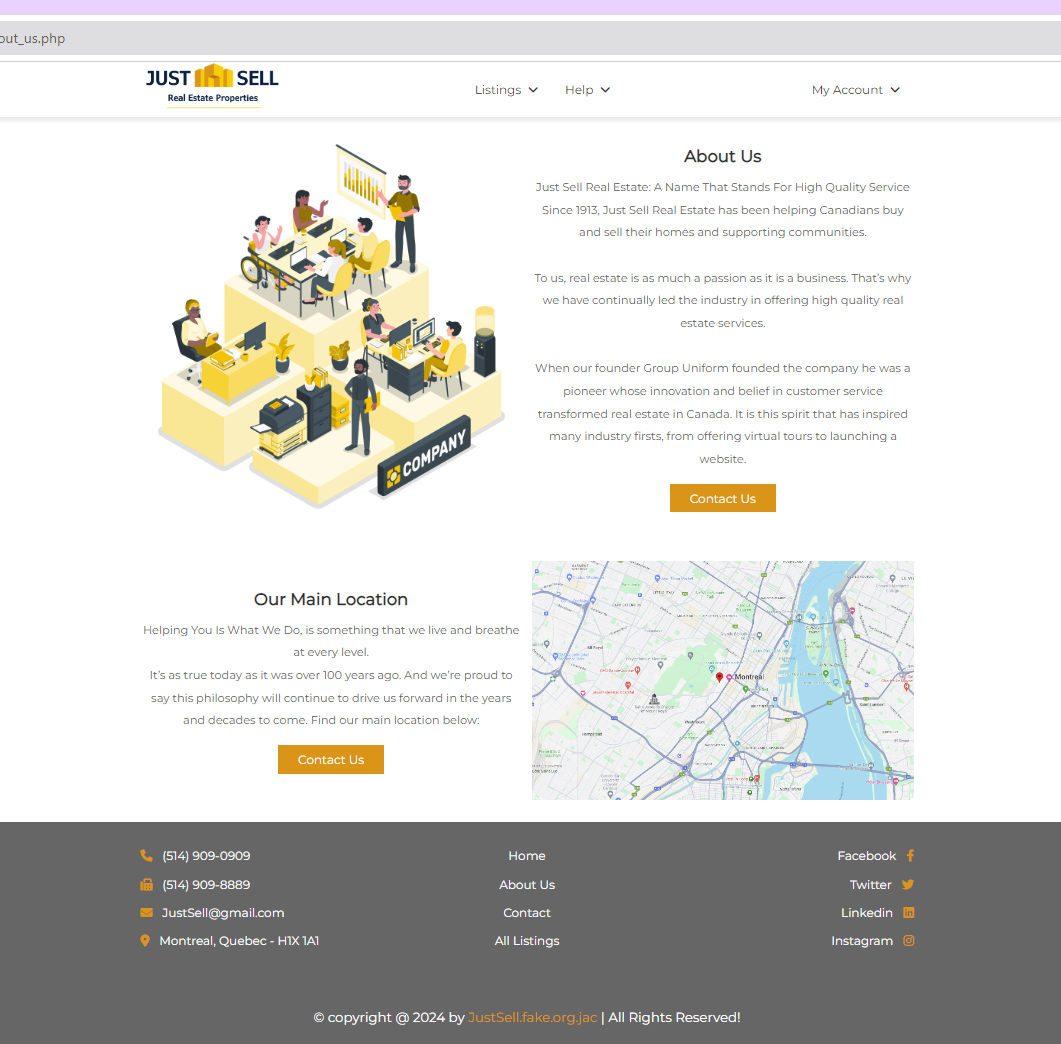 out_us.php
JUST SELL
Real Estate Properties
Listings
Help
My Account
COMPANY
About Us
Just Sell Real Estate: A Name That Stands For High Quality Service
Since 1913, Just Sell Real Estate has been helping Canadians buy
and sell their homes and supporting communities.
To us, real estate is as much a passion as it is a business. That’s why
we have continually led the industry in offering high quality real
estate services.
When our founder Group Uniform founded the company he was a
pioneer whose innovation and belief in customer service
transformed real estate in Canada. It is this spirit that has inspired
many industry firsts, from offering virtual tours to launching a
website.
Contact Us
Our Main Location
Helping You Is What We Do, is something that we live and breathe
at every level.
It’s as true today as it was over 100 years ago. And we’re proud to
say this philosophy will continue to drive us forward in the years
and decades to come. Find our main location below:
Contact Us
Montreal
(514) 909-0909
(514) 909-8889
JustSell@gmail.com
Montreal, Quebec - H1X 1A1
Home
About Us
Contact
All Listings
Facebook
Twitter
Linkedin
Instagram
© copyright @ 2024 by JustSell.fake.org.jac | All Rights Reserved!